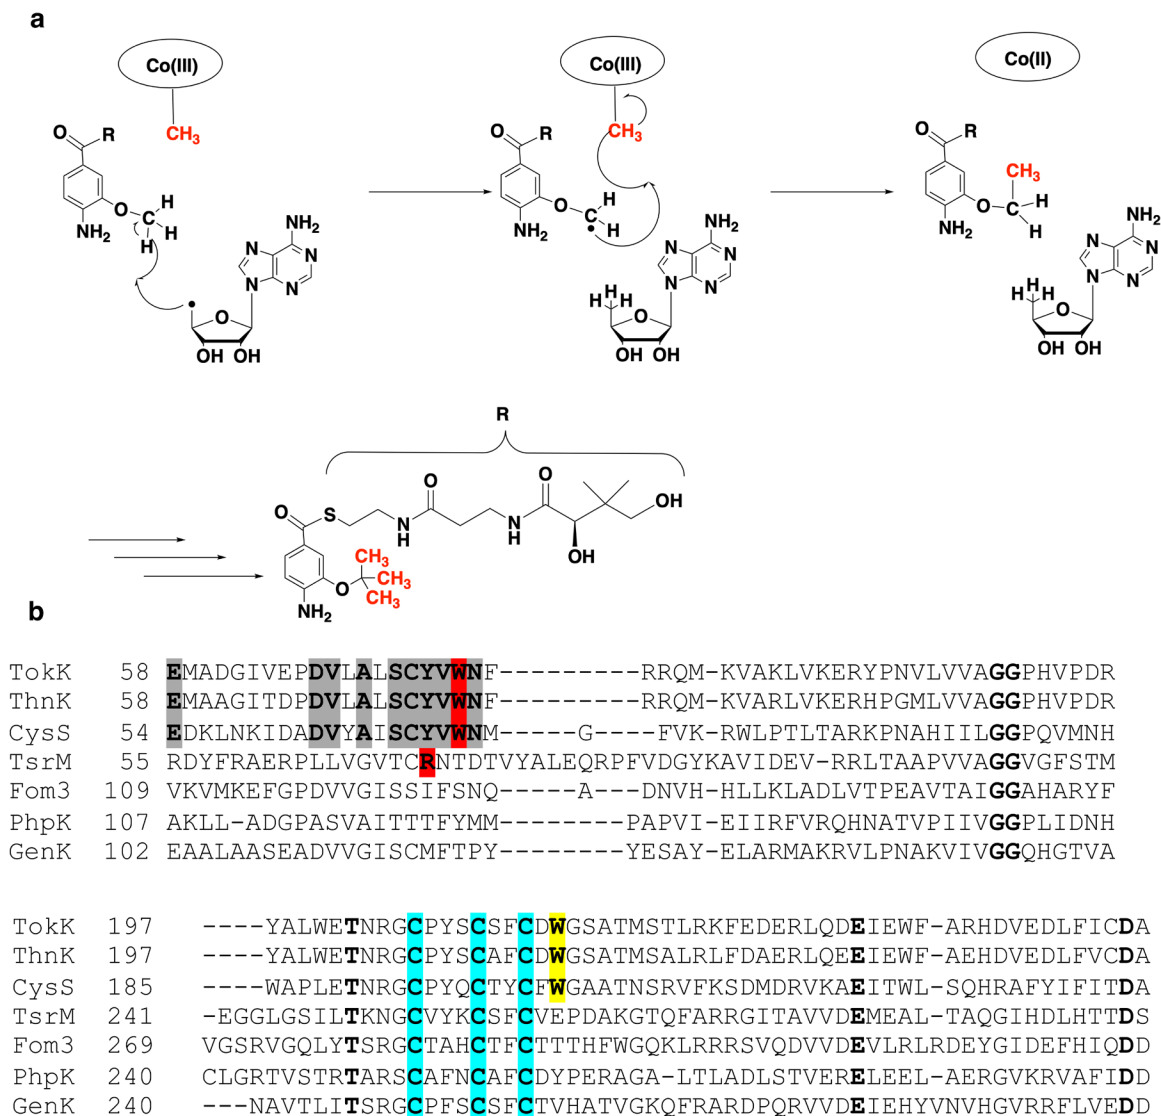 a
Co(III)
CH3
O
R
O
C
H
H
H
NH2
NH2
N
N
N
N
O
OH
OH
Co(III)
CH3
O
R
O
C
H
H
NH2
NH2
N
N
N
N
H
H
H
O
OH
OH
Co(II)
O
R
CH3
O
C
H
H
NH2
NH2
N
N
N
N
H
H
H
O
OH
OH
R
O
S
N
H
O
N
H
O
OH
OH
O
CH3
CH3
CH3
NH2
b
TokK 58 EMADGIVEPDVLALSCYVWNF---------RRQM-KVAKLVKERYPNVLVVAGGPHVPDR
ThnK 58 EMAAGITDPDVLALSCYVWNF---------RRQM-KVARLVKERHPGMLVVAGGPHVPDR
CysS 54 EDKLNKIDADVYAISCYVWNM-----G----FVK-RWLPTLTARKPNAHIILGGPQVMNH
TsrM 55 RDYFRAERPLLVGVTCRNTDTVYALEQRPFVDGYKAVIDEV-RRLTAAPVVAGGVGFSTM
Fom3 109 VKVMKEFGPDVVGISSIFSNQ-----A---DNVH-HLLKLADLVTPEAVTAIGGAHARYF
PhpK 107 AKLL-ADGPASVAITTTFYMM--------PAPVI-EIIRFVRQHNATVPIIVGGPLIDNH
GenK 102 EAALAASEADVVGISCMFTPY--------YESAY-ELARMAKRVLPNAKVIVGGQHGTVA
TokK 197 ----YALWETNRGCPYSCSFCDWGSATMSTLRKFEDERLQDEIEWF-ARHDVEDLFICDA
ThnK 197 ----YALWETNRGCPYSCAFCDWGSATMSALRLFDAERLQEEIEWF-AEHDVEDLFVCDA
CysS 185 ----WAPLETNRGCPYQCTYCFWGAATNSRVFKSDMDRVKAEITWL-SQHRAFYIFITDA
TsrM 241 -EGGLGSILTKNGCVYKCSFCVEPDAKGTQFARRGITAVVDEMEAL-TAQGIHDLHTTDS
Fom3 269 VGSRVGQLYTSRGCTAHCTFCTTTHFWGQKLRRRSVQDVVDEVLRLRDEYGIDEFHIQDD
PhpK 240 CLGRTVSTRTARSCAFNCAFCDYPERAGA-LTLADLSTVERELEEL-AERGVKRVAFIDD
GenK 240 ---NAVTLITSRGCPFSCSFCTVHATVGKQFRARDPQRVVDEIEHYVNVHGVRRFLVEDD